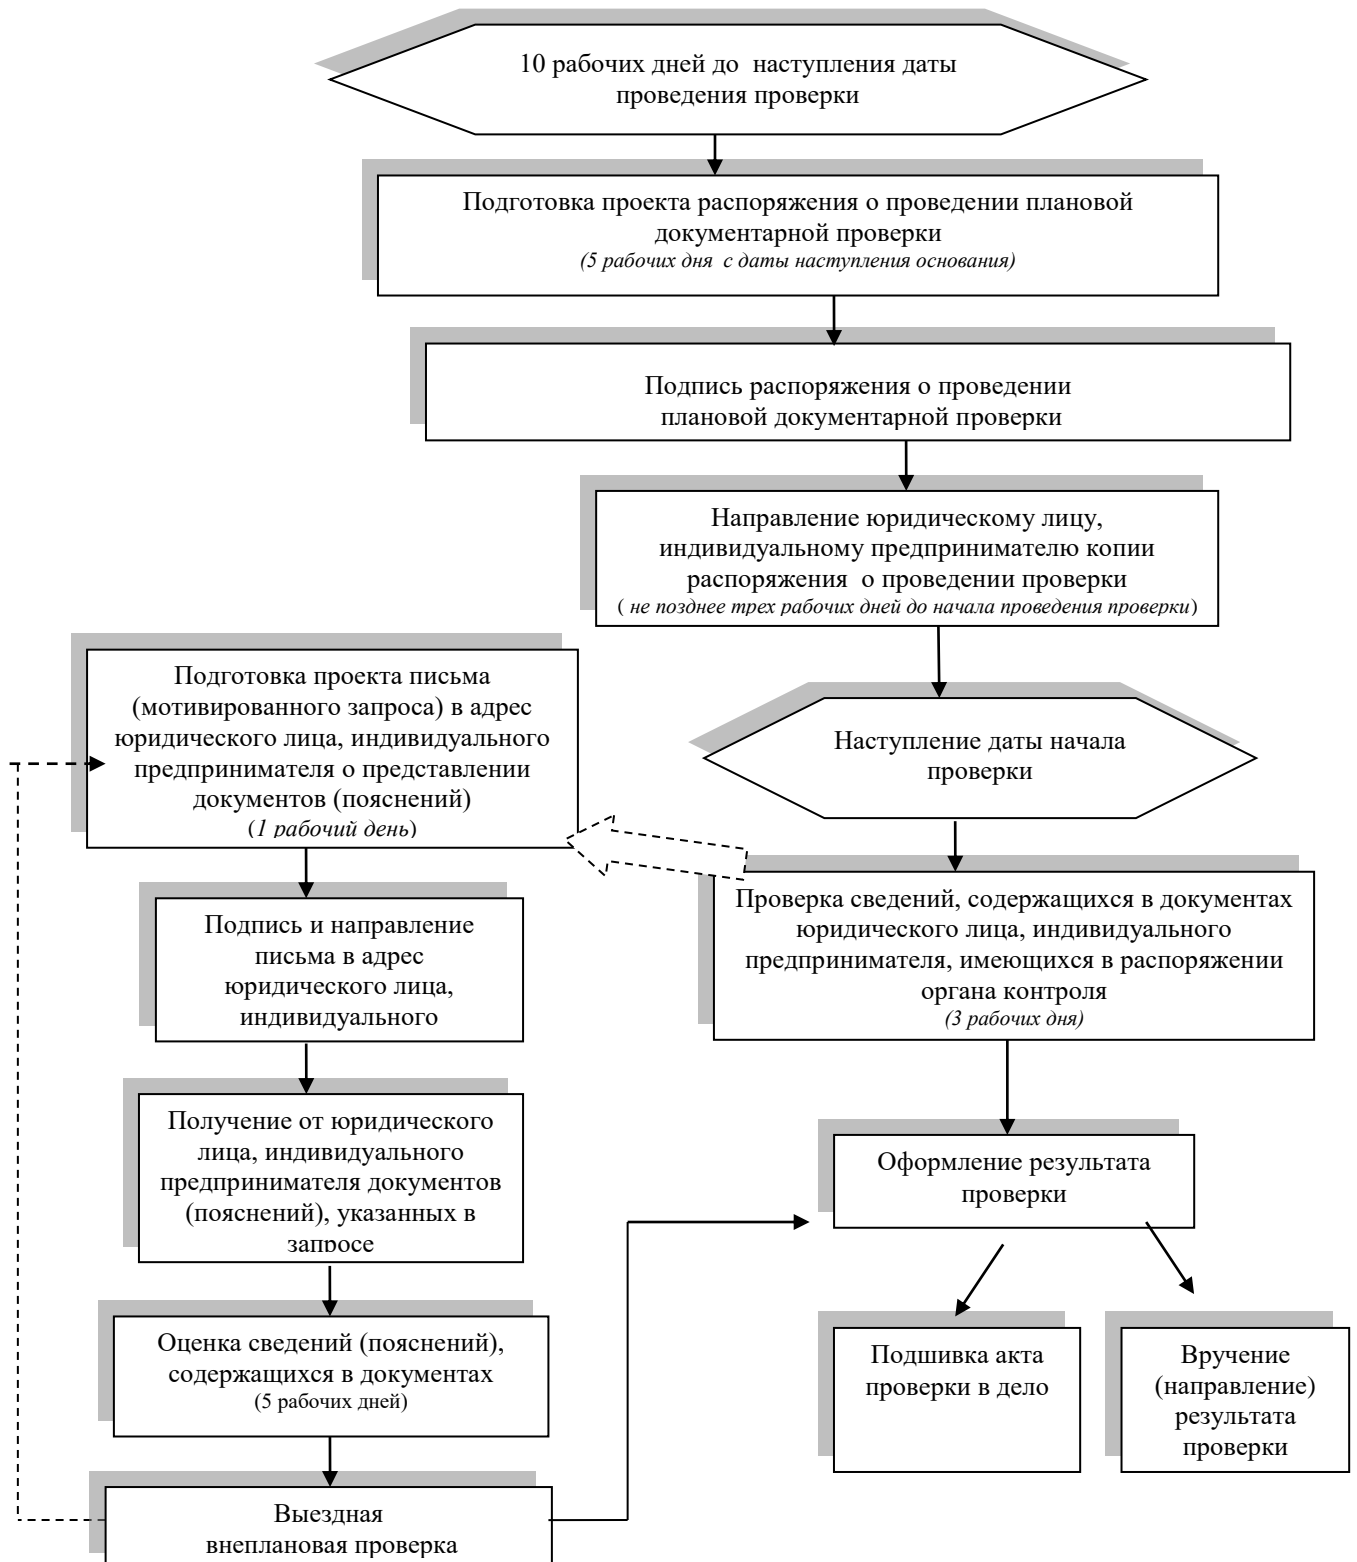 10 рабочих дней до наступления даты
проведения проверки
Подготовка проекта распоряжения о проведении плановой
документарной проверки
(5 рабочих дня с даты наступления основания)
Подпись распоряжения о проведении
плановой документарной проверки
Направление юридическому лицу,
индивидуальному предпринимателю копии
распоряжения о проведении проверки
( не позднее трех рабочих дней до начала проведения проверки)
Наступление даты начала
проверки
Проверка сведений, содержащихся в документах
юридического лица, индивидуального
предпринимателя, имеющихся в распоряжении
органа контроля
(3 рабочих дня)
Подготовка проекта письма
(мотивированного запроса) в адрес
юридического лица, индивидуального
предпринимателя о представлении
документов (пояснений)
(1 рабочий день)
Подпись и направление
письма в адрес
юридического лица,
индивидуального
Получение от юридического
лица, индивидуального
предпринимателя документов
(пояснений), указанных в
запросе
Оценка сведений (пояснений),
содержащихся в документах
(5 рабочих дней)
Выездная
внеплановая проверка
Оформление результата
проверки
Подшивка акта
проверки в дело
Вручение
(направление)
результата
проверки